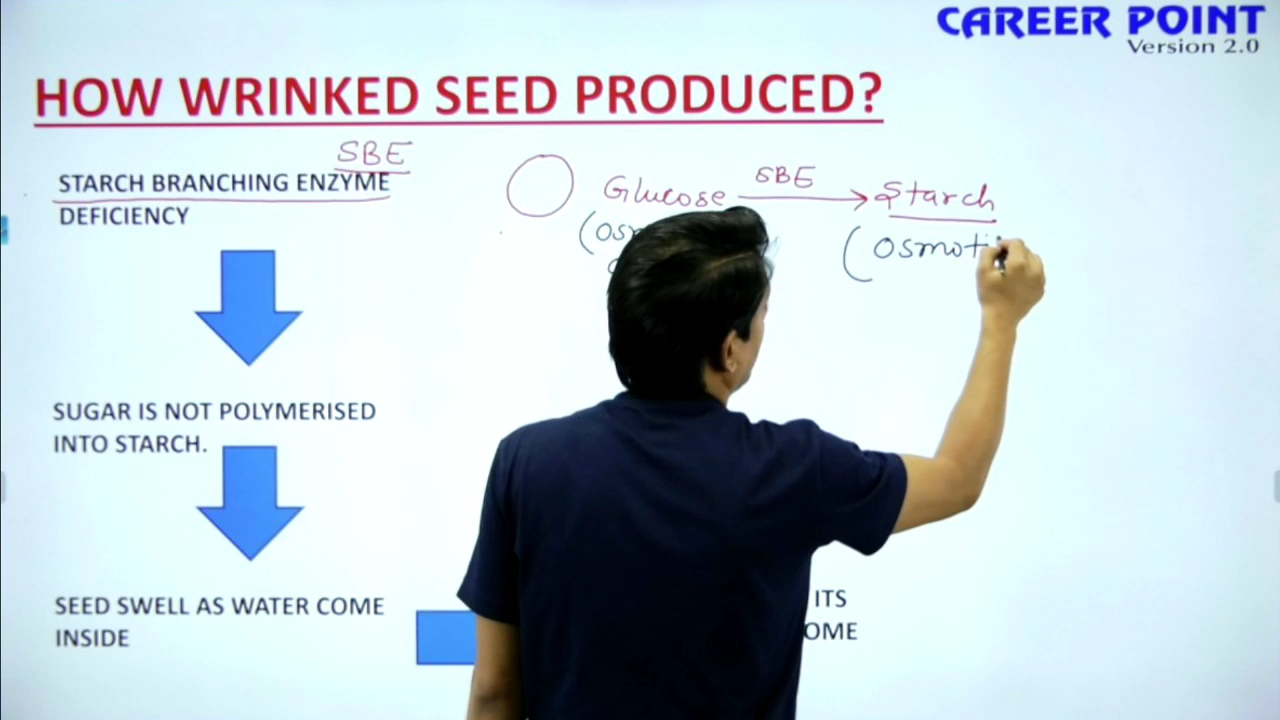 CAREER POINT
Version 2.0
HOW WRINKED SEED PRODUCED?
SBE
STARCH BRANCHING ENZYME
DEFICIENCY
SBE
Glucose → Starch
SUGAR IS NOT POLYMERISED
INTO STARCH.
SEED SWELL AS WATER COME
INSIDE
ITS